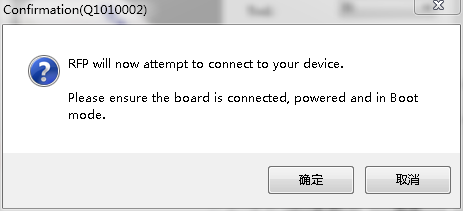 Confirmation(Q1010002)
RFP will now attempt to connect to your device.
Please ensure the board is connected, powered and in Boot
mode.
确定
取消